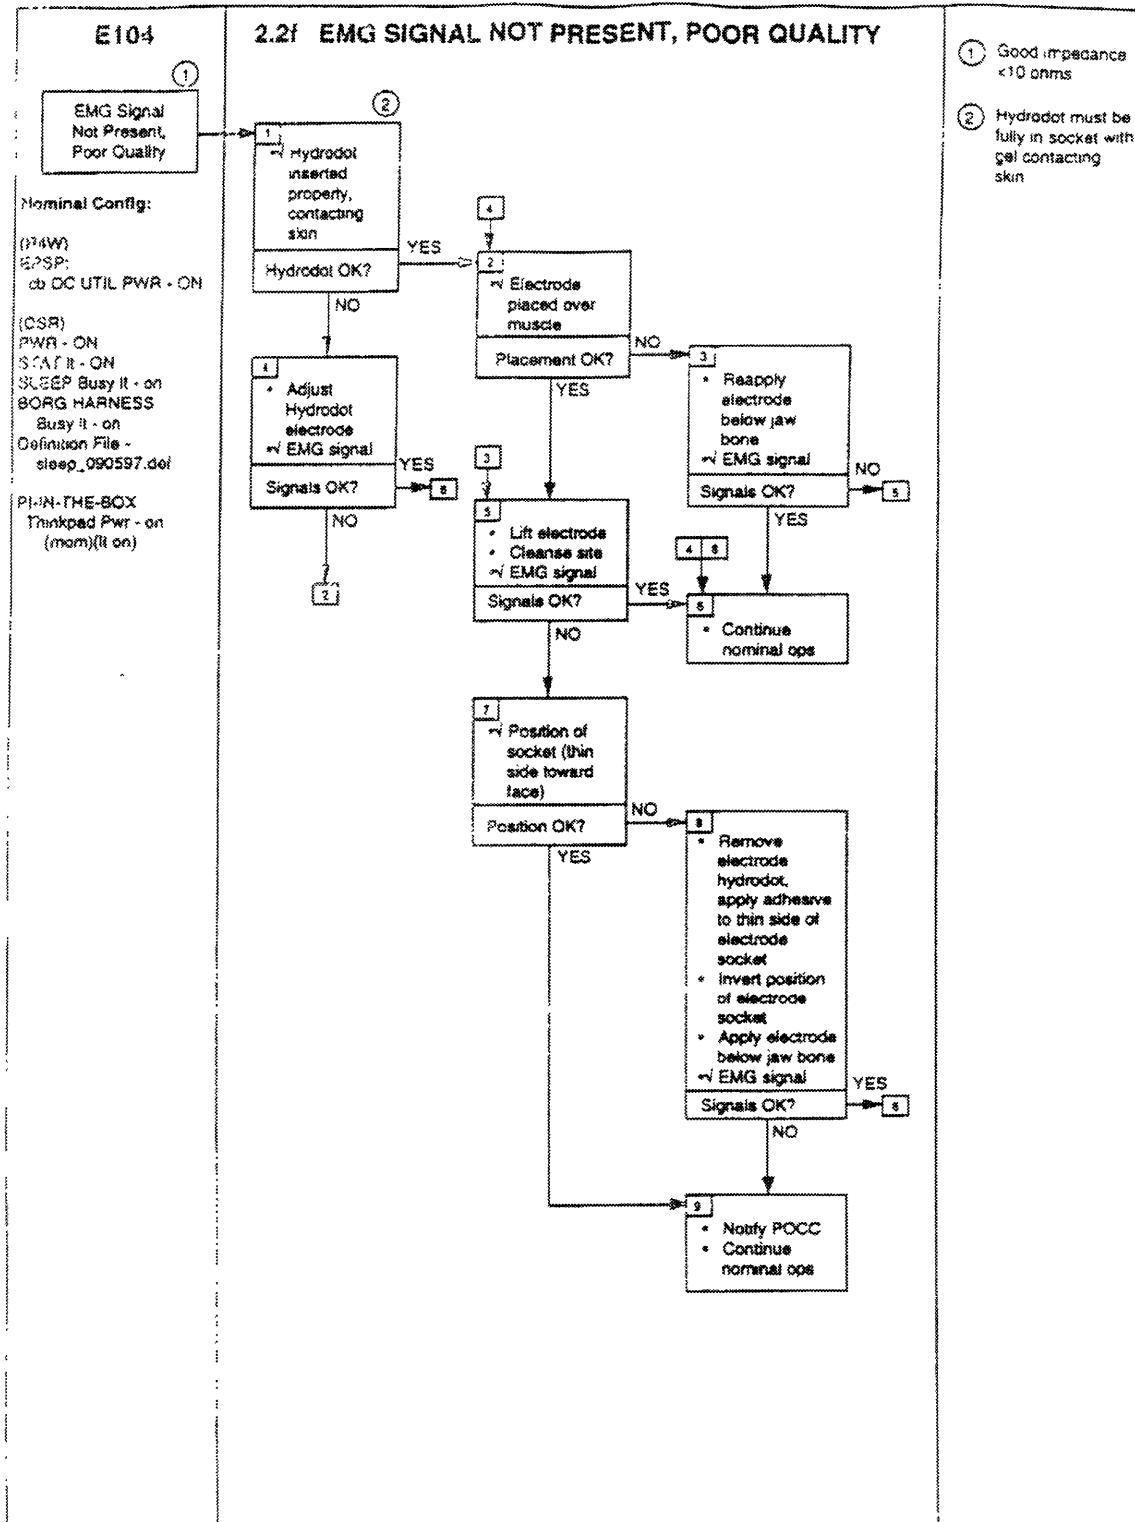 E104
2.2f EMG SIGNAL NOT PRESENT, POOR QUALITY
1
EMG Signal
Not Present,
Poor Quality
Nominal Config:
EPSP:
cb DC UTIL PWR - ON
(CSR)
PWR - ON
STAT lt - ON
SLEEP Busy lt - on
BORG HARNESS
Busy lt - on
Definition File -
sleep_090597.def
PI-IN-THE-BOX
Thinkpad Pwr - on
(mom)(lt on)
2
1
√ Hydrodot
inserted
property,
contacting
skin
Hydrodot OK?
YES
NO
4
2
√ Electrode
placed over
muscle
Placement OK?
NO
YES
3
• Reapply
electrode
below jaw
bone
√ EMG signal
Signals OK?
NO
5
YES
4
• Adjust
Hydrodot
electrode
√ EMG signal
Signals OK?
YES
6
NO
2
3
5
• Lift electrode
• Cleanse site
√ EMG signal
Signals OK?
YES
NO
4 8
6
• Continue
nominal ops
7
√ Position of
socket (thin
side toward
face)
Position OK?
NO
YES
8
• Remove
electrode
hydrodot,
apply adhesive
to thin side of
electrode
socket
• Invert position
of electrode
socket
• Apply electrode
below jaw bone
√ EMG signal
Signals OK?
YES
6
NO
9
• Notify POCC
• Continue
nominal ops
1 Good impedance
<10 ohms
2 Hydrodot must be
fully in socket with
gel contacting
skin